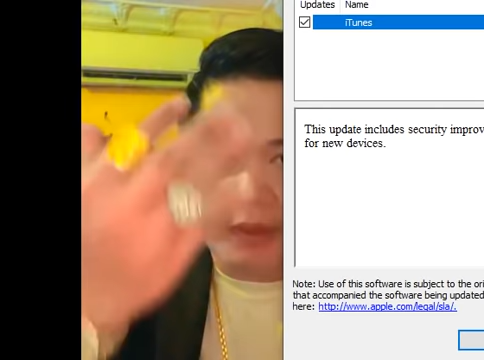 Updates Name
iTunes
This update includes security improv
for new devices.
Note: Use of this software is subject to the ori
that accompanied the software being updated
here: http://www.apple.com/legal/sla/.